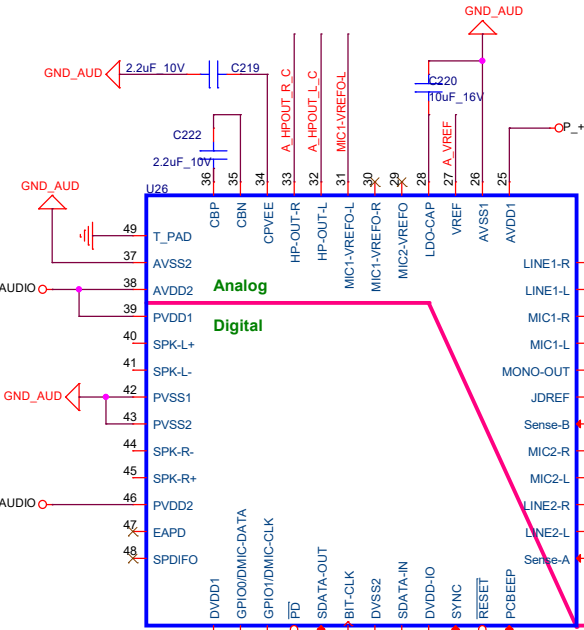 GND_AUD
GND_AUD
2.2uF_10V
C219
C220
10uF_16V
C222
2.2uF_10V
A_HPOUT_R_C
A_HPOUT_L_C
MIC1-VREFO-L
A_VREF
P_+
GND_AUD
U26
36
35
34
33
32
31
30
29
28
27
26
25
CBP
CBN
CPVEE
HP-OUT-R
HP-OUT-L
MIC1-VREFO-L
MIC1-VREFO-R
MIC2-VREFO
LDO-CAP
VREF
AVSS1
AVDD1
49 T_PAD
37 AVSS2
AUDIO 38 AVDD2
39 PVDD1
40 SPK-L+
41 SPK-L-
GND_AUD 42 PVSS1
43 PVSS2
44 SPK-R-
45 SPK-R+
AUDIO 46 PVDD2
47 EAPD
48 SPDIFO
Analog
Digital
LINE1-R
LINE1-L
MIC1-R
MIC1-L
MONO-OUT
JDREF
Sense-B
MIC2-R
MIC2-L
LINE2-R
LINE2-L
Sense-A
DVDD1
GPIO0/DMIC-DATA
GPIO1/DMIC-CLK
PD
SDATA-OUT
BIT-CLK
DVSS2
SDATA-IN
DVDD-IO
SYNC
RESET
PCBEEP